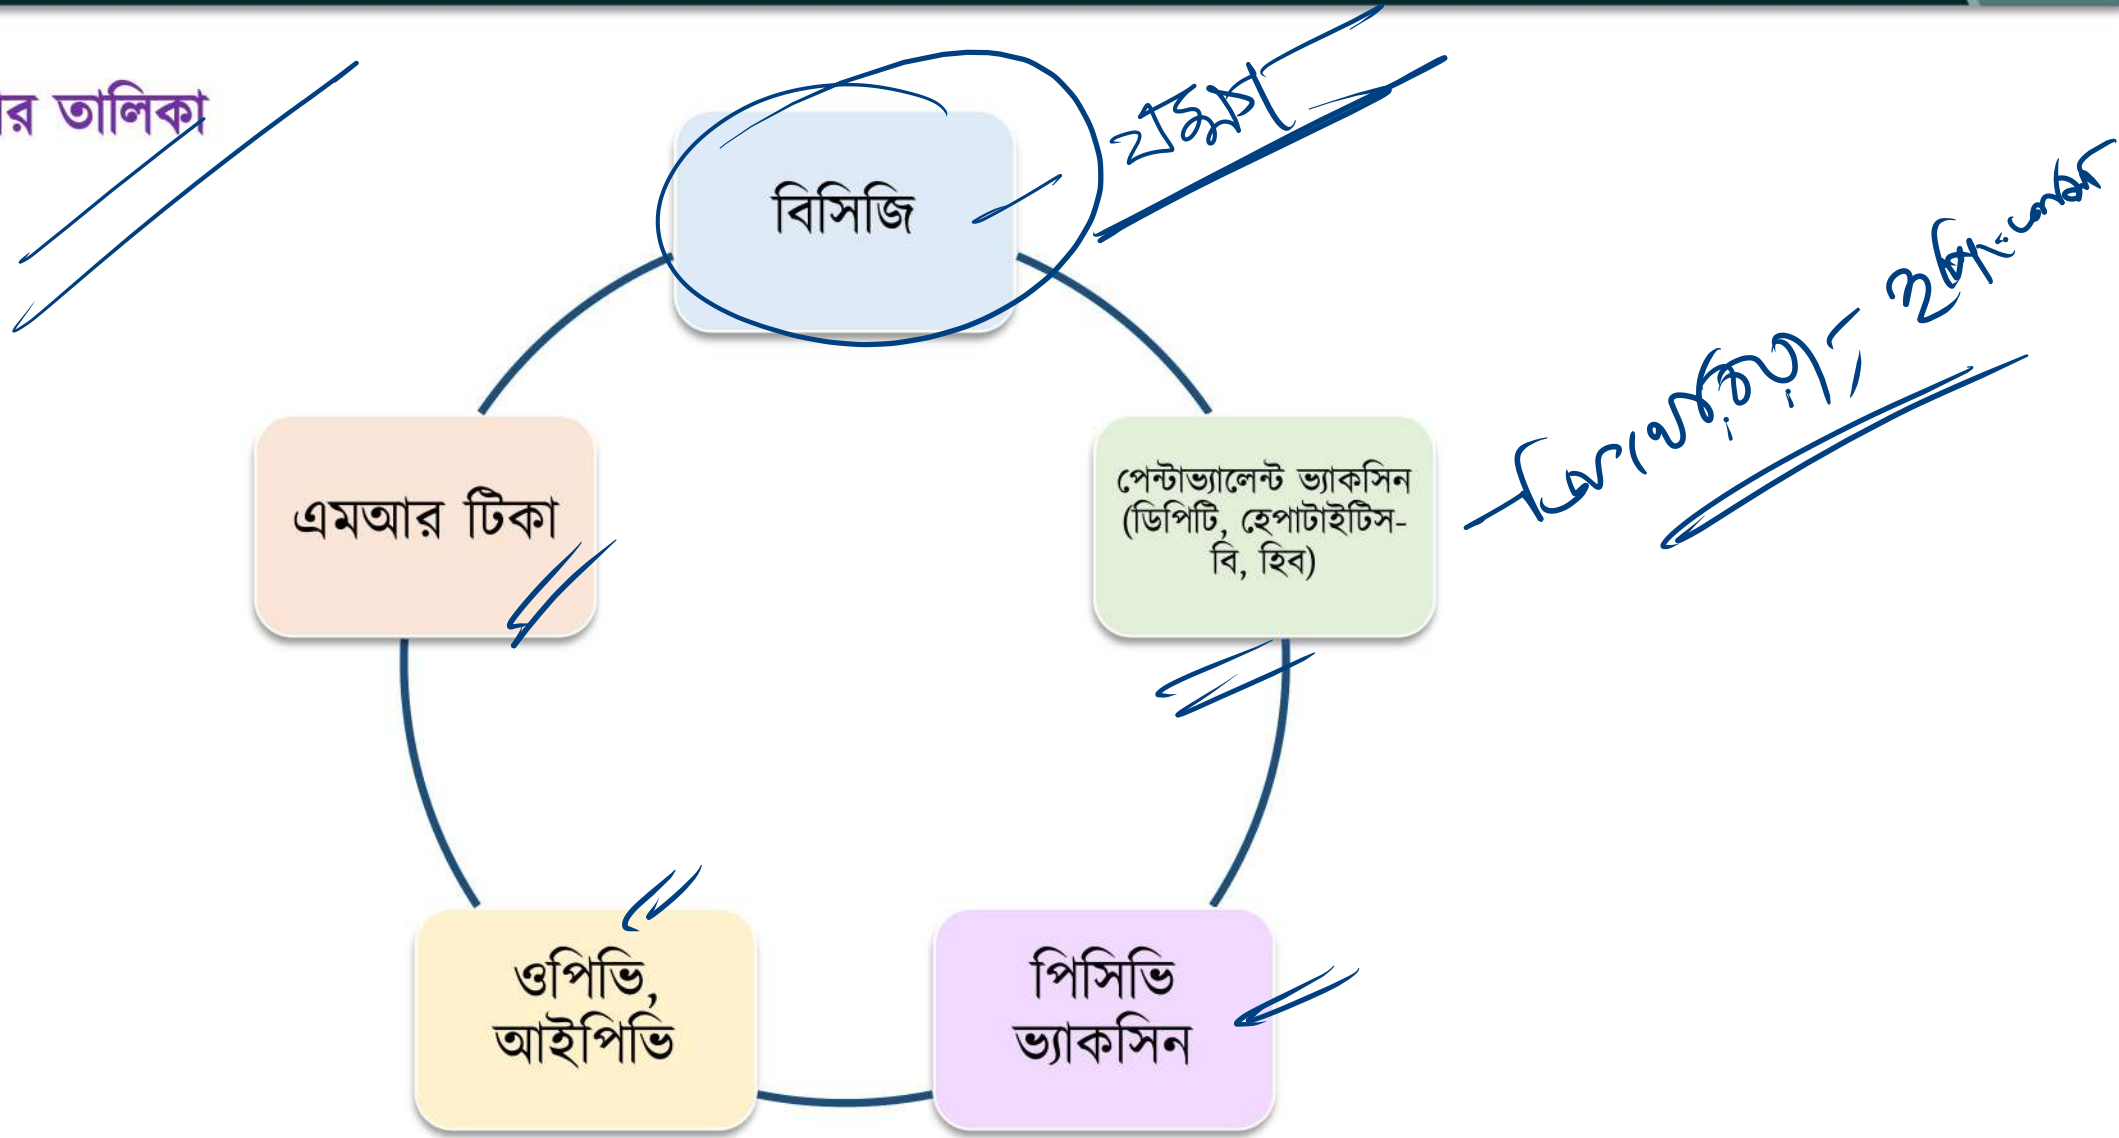 তালিকা
বিসিজি
যক্ষ্মা
পেন্টাভ্যালেন্ট ভ্যাকসিন
(ডিপিটি, হেপাটাইটিস-
বি, হিব)
পিসিভি
ভ্যাকসিন
ওপিভি,
আইপিভি
এমআর টিকা